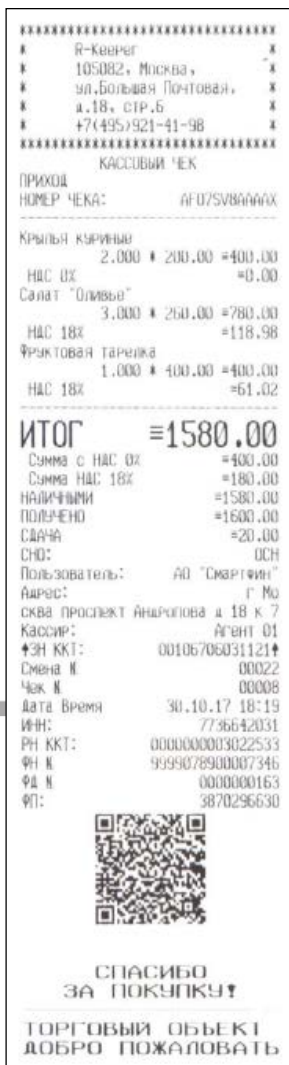 ********************************
* R-Keeper *
* 105082, Москва, *
* ул.Большая Почтовая, *
* д.18, стр.6 *
* +7(495)921-41-98 *
********************************
КАССОВЫЙ ЧЕК
ПРИХОД
НОМЕР ЧЕКА: AF07SV8AAAAX
Крылья куриные
2.000 * 200.00 =400.00
НДС 0% =0.00
Салат "Оливье"
3.000 * 260.00 =780.00
НДС 18% =118.98
Фруктовая тарелка
1.000 * 400.00 =400.00
НДС 18% =61.02
ИТОГ =1580.00
Сумма с НДС 0% =400.00
Сумма НДС 18% =180.00
НАЛИЧНЫМИ =1580.00
ПОЛУЧЕНО =1600.00
СДАЧА =20.00
СНО: ОСН
Пользователь: АО "Смартфин"
Адрес: г Мо
сква проспект Андропова д 18 к 7
Кассир: Агент 01
ЗН ККТ: 00106706031121
Смена № 00022
Чек № 00008
Дата Время 30.10.17 18:19
ИНН: 7736642031
РН ККТ: 0000000003022533
ФН № 9999078900007346
ФД № 0000000163
ФП: 3870296630
СПАСИБО
ЗА ПОКУПКУ!
ТОРГОВЫЙ ОБЪЕКТ
ДОБРО ПОЖАЛОВАТЬ